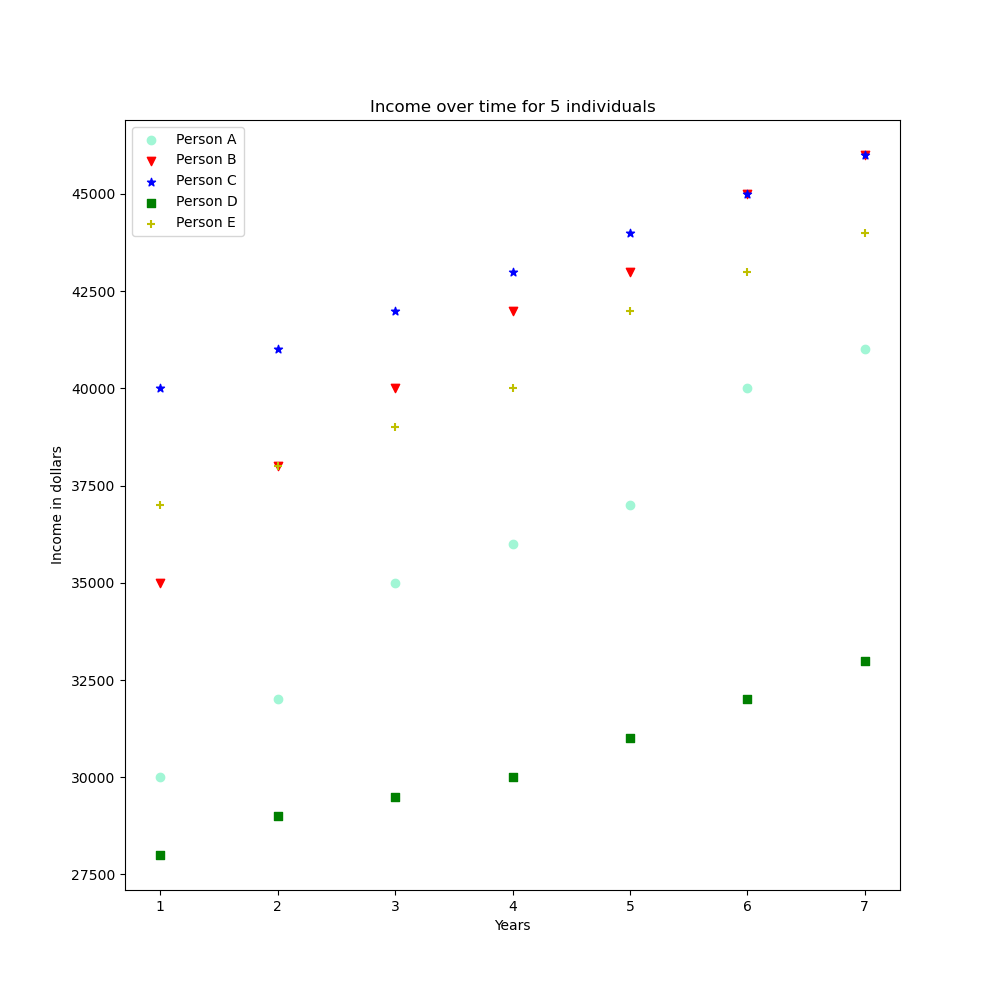 Income over time for 5 individuals
Person A
Person B
Person C
Person D
Person E
45000
42500
40000
37500
35000
32500
30000
27500
Income in dollars
1 2 3 4 5 6 7
Years